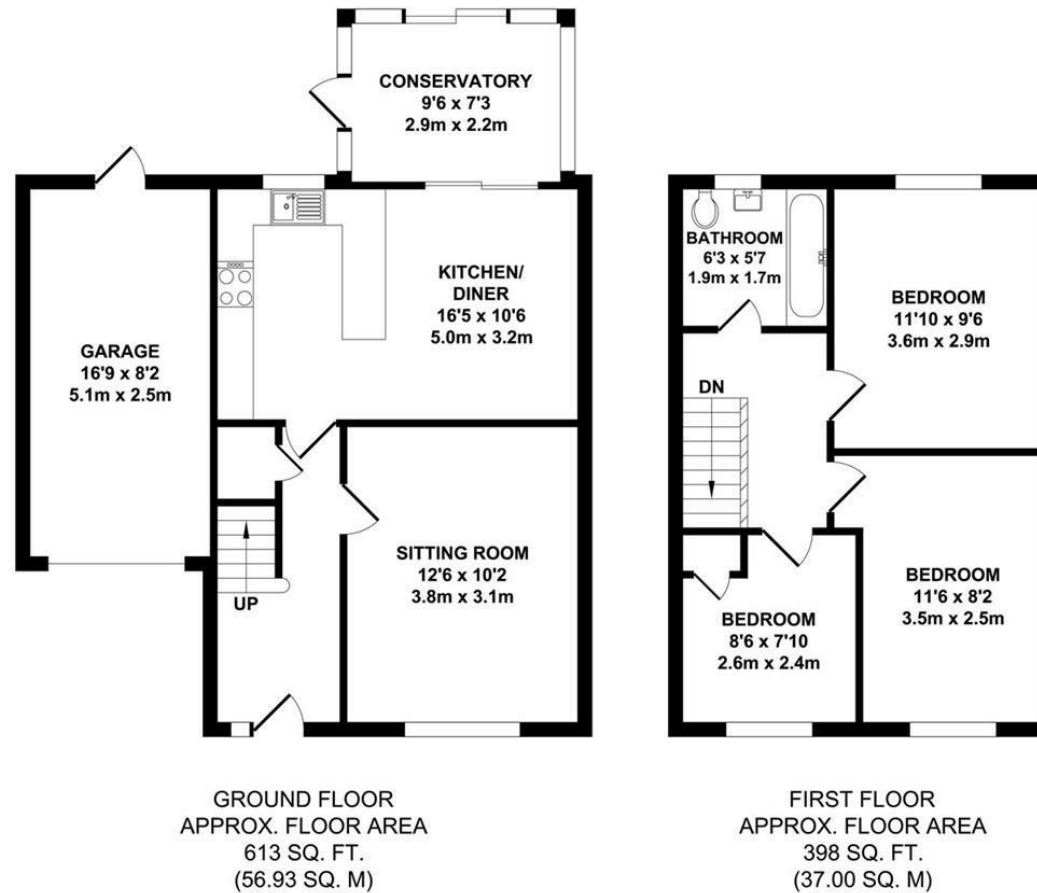 CONSERVATORY
9'6 x 7'3
2.9m x 2.2m
KITCHEN/
DINER
16'5 x 10'6
5.0m x 3.2m
GARAGE
16'9 x 8'2
5.1m x 2.5m
SITTING ROOM
12'6 x 10'2
3.8m x 3.1m
UP
GROUND FLOOR
APPROX. FLOOR AREA
613 SQ. FT.
(56.93 SQ. M)
BATHROOM
6'3 x 5'7
1.9m x 1.7m
BEDROOM
11'10 x 9'6
3.6m x 2.9m
DN
BEDROOM
11'6 x 8'2
3.5m x 2.5m
BEDROOM
8'6 x 7'10
2.6m x 2.4m
FIRST FLOOR
APPROX. FLOOR AREA
398 SQ. FT.
(37.00 SQ. M)